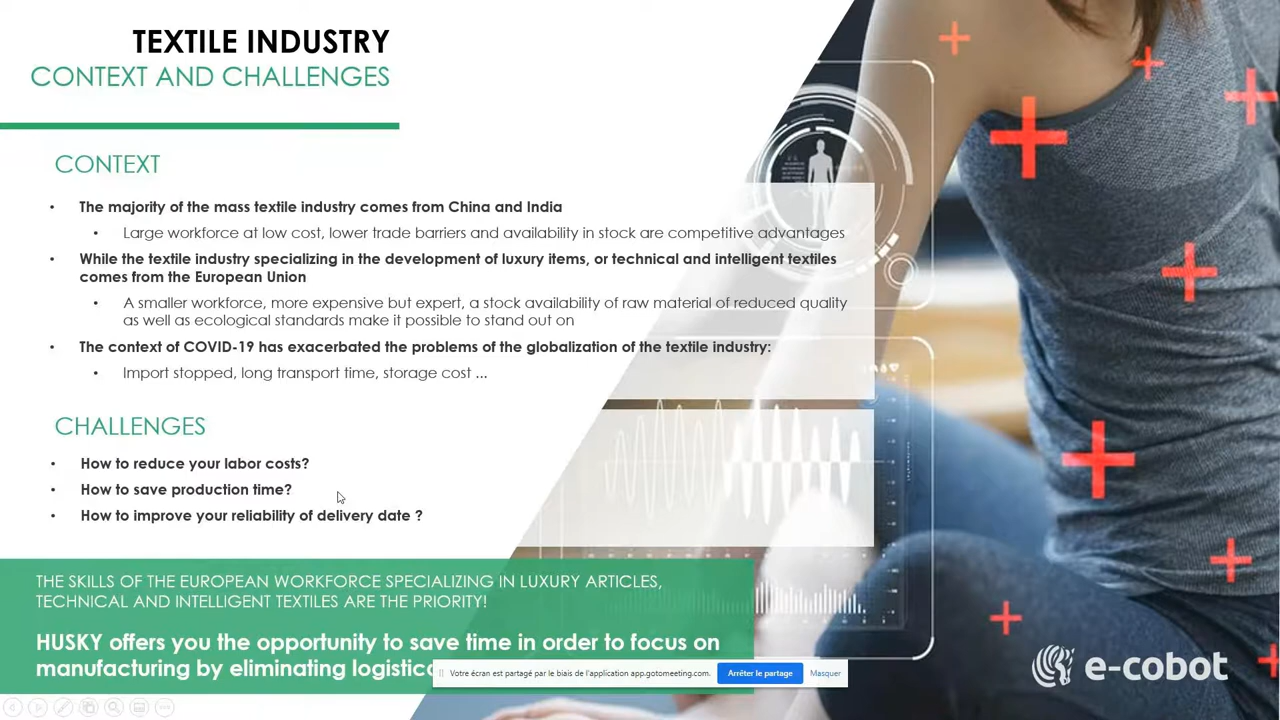 TEXTILE INDUSTRY
CONTEXT AND CHALLENGES
CONTEXT
• The majority of the mass textile industry comes from China and India
• Large workforce at low cost, lower trade barriers and availability in stock are competitive advantages
• While the textile industry specializing in the development of luxury items, or technical and intelligent textiles
comes from the European Union
• A smaller workforce, more expensive but expert, a stock availability of raw material of reduced quality
as well as ecological standards make it possible to stand out on
• The context of COVID-19 has exacerbated the problems of the globalization of the textile industry:
• Import stopped, long transport time, storage cost ...
CHALLENGES
• How to reduce your labor costs?
• How to save production time?
• How to improve your reliability of delivery date ?
THE SKILLS OF THE EUROPEAN WORKFORCE SPECIALIZING IN LUXURY ARTICLES,
TECHNICAL AND INTELLIGENT TEXTILES ARE THE PRIORITY!
HUSKY offers you the opportunity to save time in order to focus on
manufacturing by eliminating
Votre écran est partagé par le biais de l'application app.gotomeeting.com.
Arrêter le partage
Masquer
e-cobot